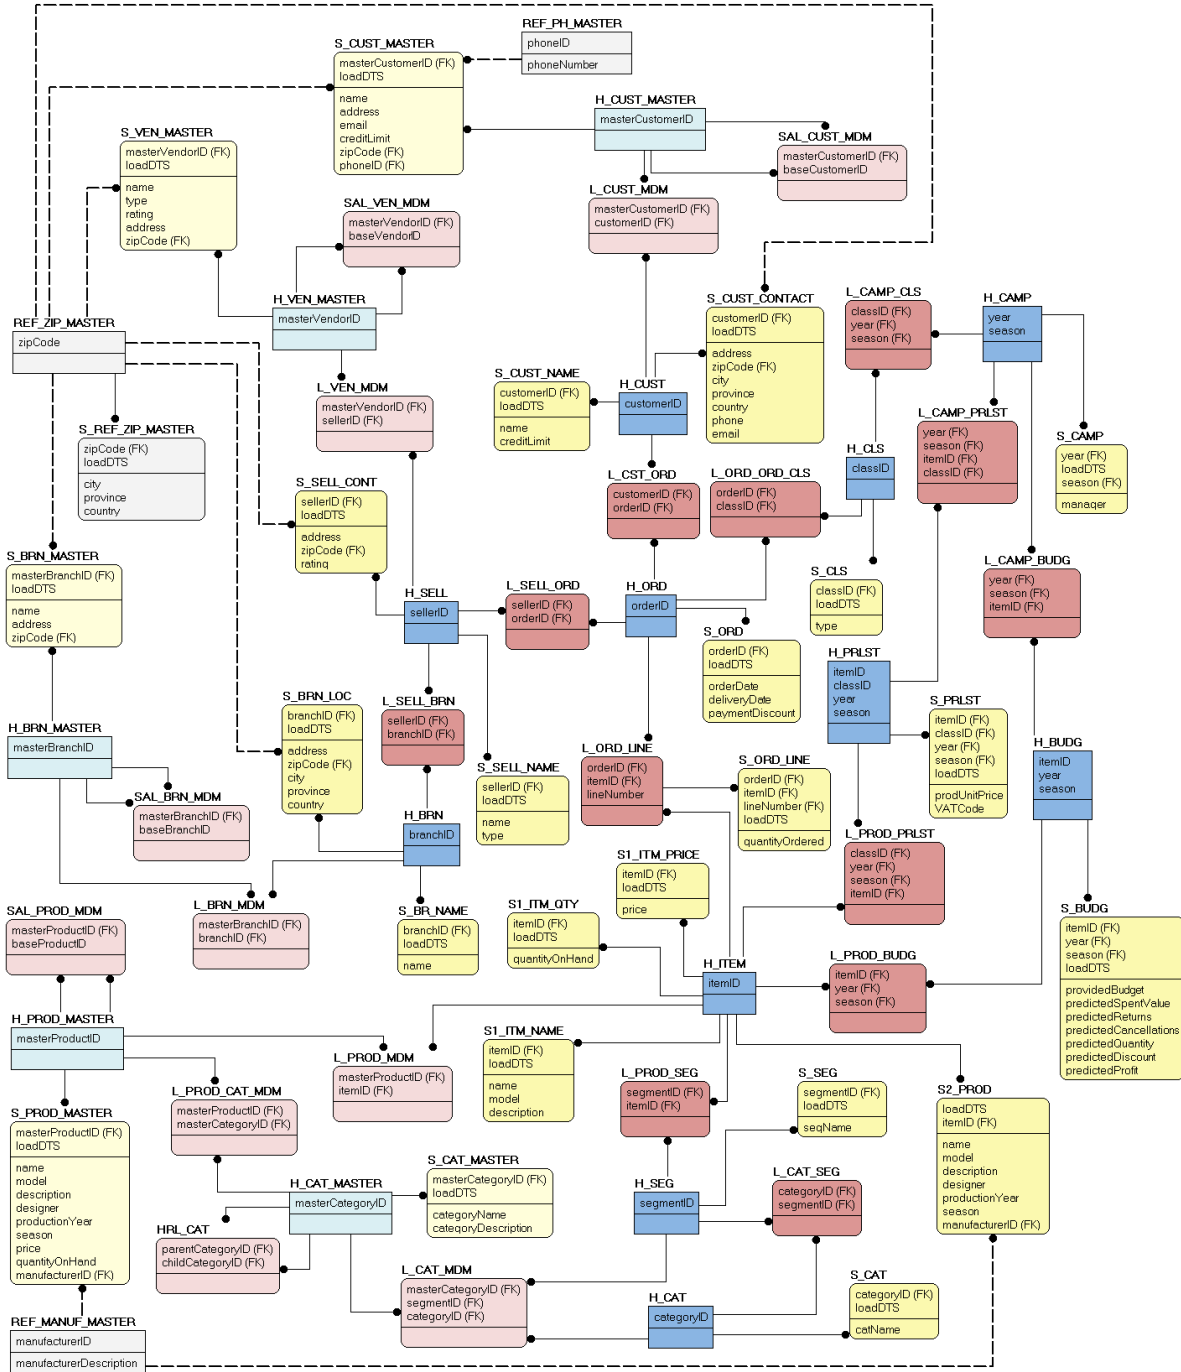 REF_PH_MASTER
phoneID
phoneNumber
S_CUST_MASTER
masterCustomerID (FK)
loadDTS
name
address
email
creditLimit
zipCode (FK)
phoneID (FK)
H_CUST_MASTER
masterCustomerID
SAL_CUST_MDM
masterCustomerID (FK)
baseCustomerID
S_VEN_MASTER
masterVendorID (FK)
loadDTS
name
type
rating
address
zipCode (FK)
L_CUST_MDM
masterCustomerID (FK)
customerID (FK)
SAL_VEN_MDM
masterVendorID (FK)
baseVendorID
H_VEN_MASTER
masterVendorID
S_CUST_CONTACT
customerID (FK)
loadDTS
address
zipCode (FK)
city
province
country
phone
email
L_CAMP_CLS
classID (FK)
year (FK)
season (FK)
H_CAMP
year
season
REF_ZIP_MASTER
zipCode
L_VEN_MDM
masterVendorID (FK)
sellerID (FK)
S_CUST_NAME
customerID (FK)
loadDTS
name
creditLimit
H_CUST
customerID
L_CAMP_PRLST
year (FK)
season (FK)
itemID (FK)
classID (FK)
S_CAMP
year (FK)
loadDTS
season (FK)
manager
S_REF_ZIP_MASTER
zipCode (FK)
loadDTS
city
province
country
H_CLS
classID
S_SELL_CONT
sellerID (FK)
loadDTS
address
zipCode (FK)
rating
L_CST_ORD
customerID (FK)
orderID (FK)
L_ORD_ORD_CLS
orderID (FK)
classID (FK)
S_BRN_MASTER
masterBranchID (FK)
loadDTS
name
address
zipCode (FK)
H_SELL
sellerID
L_SELL_ORD
sellerID (FK)
orderID (FK)
H_ORD
orderID
S_CLS
classID (FK)
loadDTS
type
L_CAMP_BUDG
year (FK)
season (FK)
itemID (FK)
S_ORD
orderID (FK)
loadDTS
orderDate
deliveryDate
paymentDiscount
H_PRLST
itemID
classID
year
season
S_BRN_LOC
branchID (FK)
loadDTS
address
zipCode (FK)
city
province
country
L_SELL_BRN
sellerID (FK)
branchID (FK)
S_PRLST
itemID (FK)
classID (FK)
year (FK)
season (FK)
loadDTS
prodUnitPrice
VATCode
H_BRN_MASTER
masterBranchID
H_BUDG
itemID
year
season
L_ORD_LINE
orderID (FK)
itemID (FK)
lineNumber
S_ORD_LINE
orderID (FK)
itemID (FK)
lineNumber (FK)
loadDTS
quantityOrdered
S_SELL_NAME
sellerID (FK)
loadDTS
name
type
SAL_BRN_MDM
masterBranchID (FK)
baseBranchID
H_BRN
branchID
L_PROD_PRLST
classID (FK)
year (FK)
season (FK)
itemID (FK)
S1_ITM_PRICE
itemID (FK)
loadDTS
price
L_BRN_MDM
masterBranchID (FK)
branchID (FK)
SAL_PROD_MDM
masterProductID (FK)
baseProductID
S_BR_NAME
branchID (FK)
loadDTS
name
S1_ITM_QTY
itemID (FK)
loadDTS
quantityOnHand
S_BUDG
itemID (FK)
year (FK)
season (FK)
loadDTS
providedBudget
predictedSpentValue
predictedReturns
predictedCancellations
predictedQuantity
predictedDiscount
predictedProfit
H_ITEM
itemID
L_PROD_BUDG
itemID (FK)
year (FK)
season (FK)
H_PROD_MASTER
masterProductID
S1_ITM_NAME
itemID (FK)
loadDTS
name
model
description
L_PROD_MDM
masterProductID (FK)
itemID (FK)
L_PROD_SEG
segmentID (FK)
itemID (FK)
S_SEG
segmentID (FK)
loadDTS
segName
L_PROD_CAT_MDM
masterProductID (FK)
masterCategoryID (FK)
S2_PROD
loadDTS
itemID (FK)
name
model
description
designer
productionYear
season
manufacturerID (FK)
S_PROD_MASTER
masterProductID (FK)
loadDTS
name
model
description
designer
productionYear
season
price
quantityOnHand
manufacturerID (FK)
S_CAT_MASTER
masterCategoryID (FK)
loadDTS
categoryName
categoryDescription
H_CAT_MASTER
masterCategoryID
H_SEG
segmentID
L_CAT_SEG
categoryID (FK)
segmentID (FK)
HRL_CAT
parentCategoryID (FK)
childCategoryID (FK)
L_CAT_MDM
masterCategoryID (FK)
segmentID (FK)
categoryID (FK)
H_CAT
categoryID
S_CAT
categoryID (FK)
loadDTS
catName
REF_MANUF_MASTER
manufacturerID
manufacturerDescription